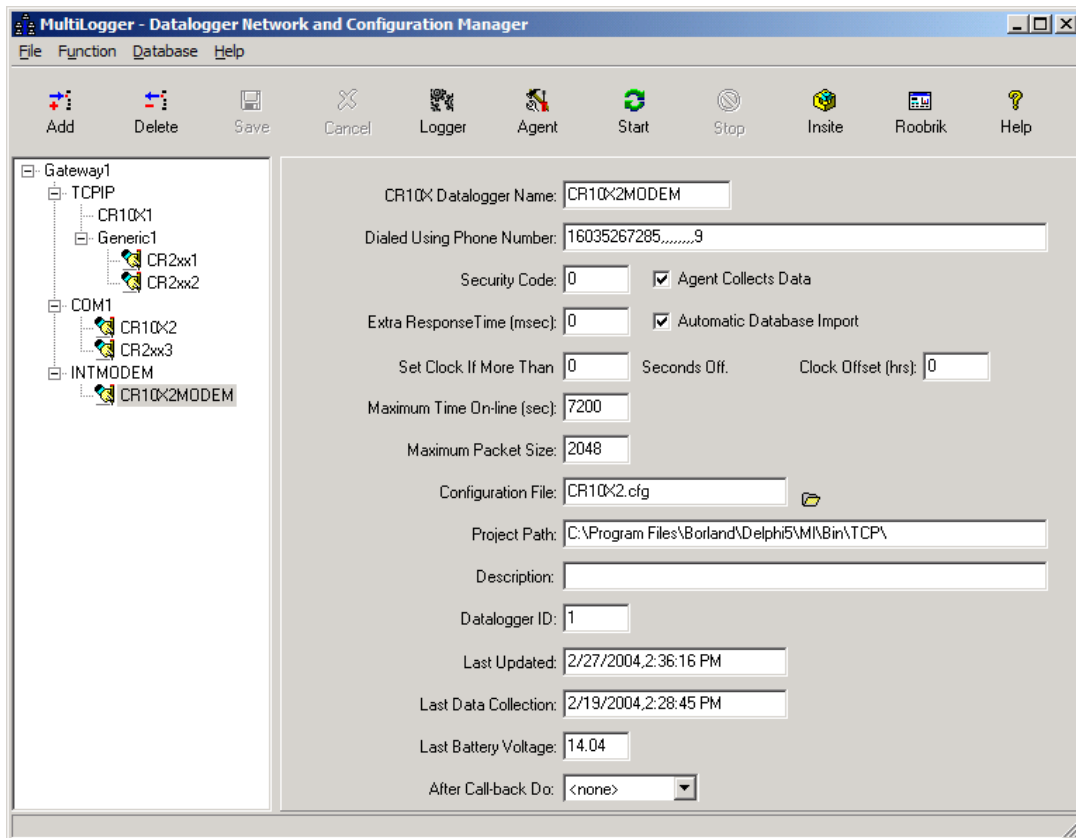 MultiLogger - Datalogger Network and Configuration Manager
File Function Database Help
Add Delete Save Cancel Logger Agent Start Stop Insite Roobrik Help
Gateway1
TCPIP
CR10X1
Generic1
CR2xx1
CR2xx2
COM1
CR10X2
CR2xx3
INTMODEM
CR10X2MODEM
CR10X Datalogger Name: CR10X2MODEM
Dialed Using Phone Number: 16035267285,,,,,,,,9
Security Code: 0 Agent Collects Data
Extra ResponseTime (msec): 0 Automatic Database Import
Set Clock If More Than 0 Seconds Off. Clock Offset (hrs): 0
Maximum Time On-line (sec): 7200
Maximum Packet Size: 2048
Configuration File: CR10X2.cfg
Project Path: C:\Program Files\Borland\Delphi5\Ml\Bin\TCP\
Description:
Datalogger ID: 1
Last Updated: 2/27/2004,2:36:16 PM
Last Data Collection: 2/19/2004,2:28:45 PM
Last Battery Voltage: 14.04
After Call-back Do: <none>